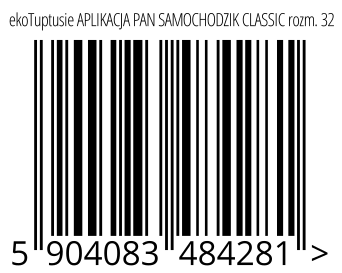 ekoTuptusie APLIKACJA PAN SAMOCHODZIK CLASSIC rozm. 32
5 904083 484281 >